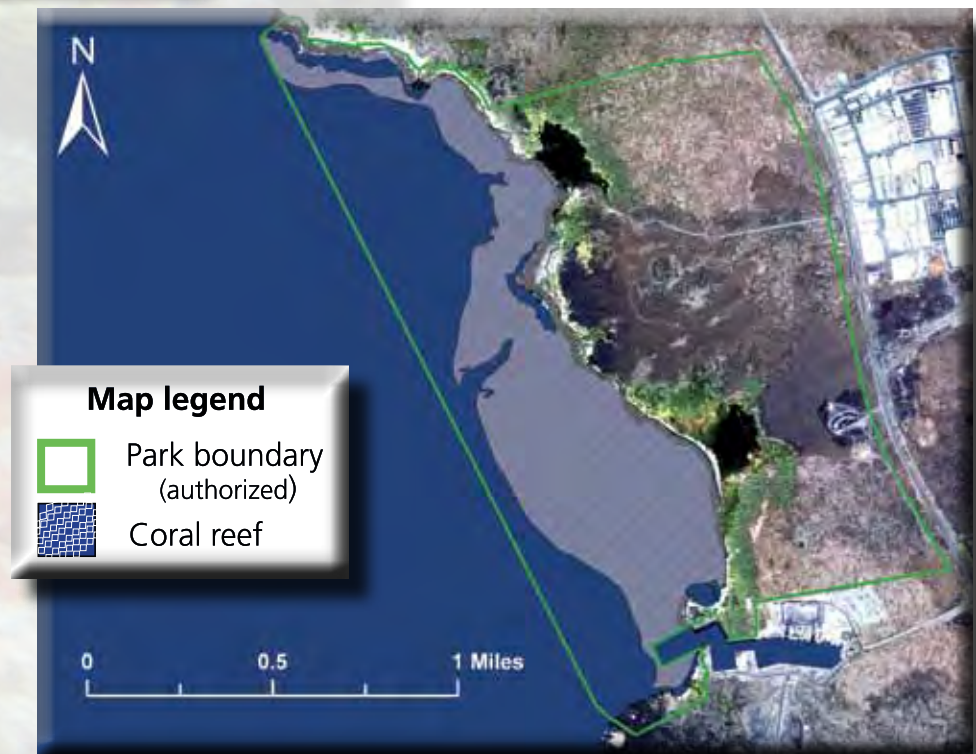 N
Map legend
Park boundary
(authorized)
Coral reef
0 0.5 1 Miles